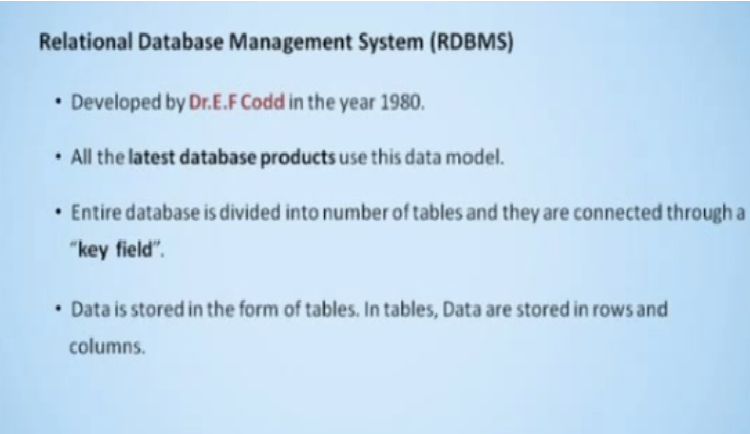 Relational Database Management System (RDBMS)
• Developed by Dr.E.F Codd in the year 1980.
• All the latest database products use this data model.
• Entire database is divided into number of tables and they are connected through a
"key field".
• Data is stored in the form of tables. In tables, Data are stored in rows and
columns.